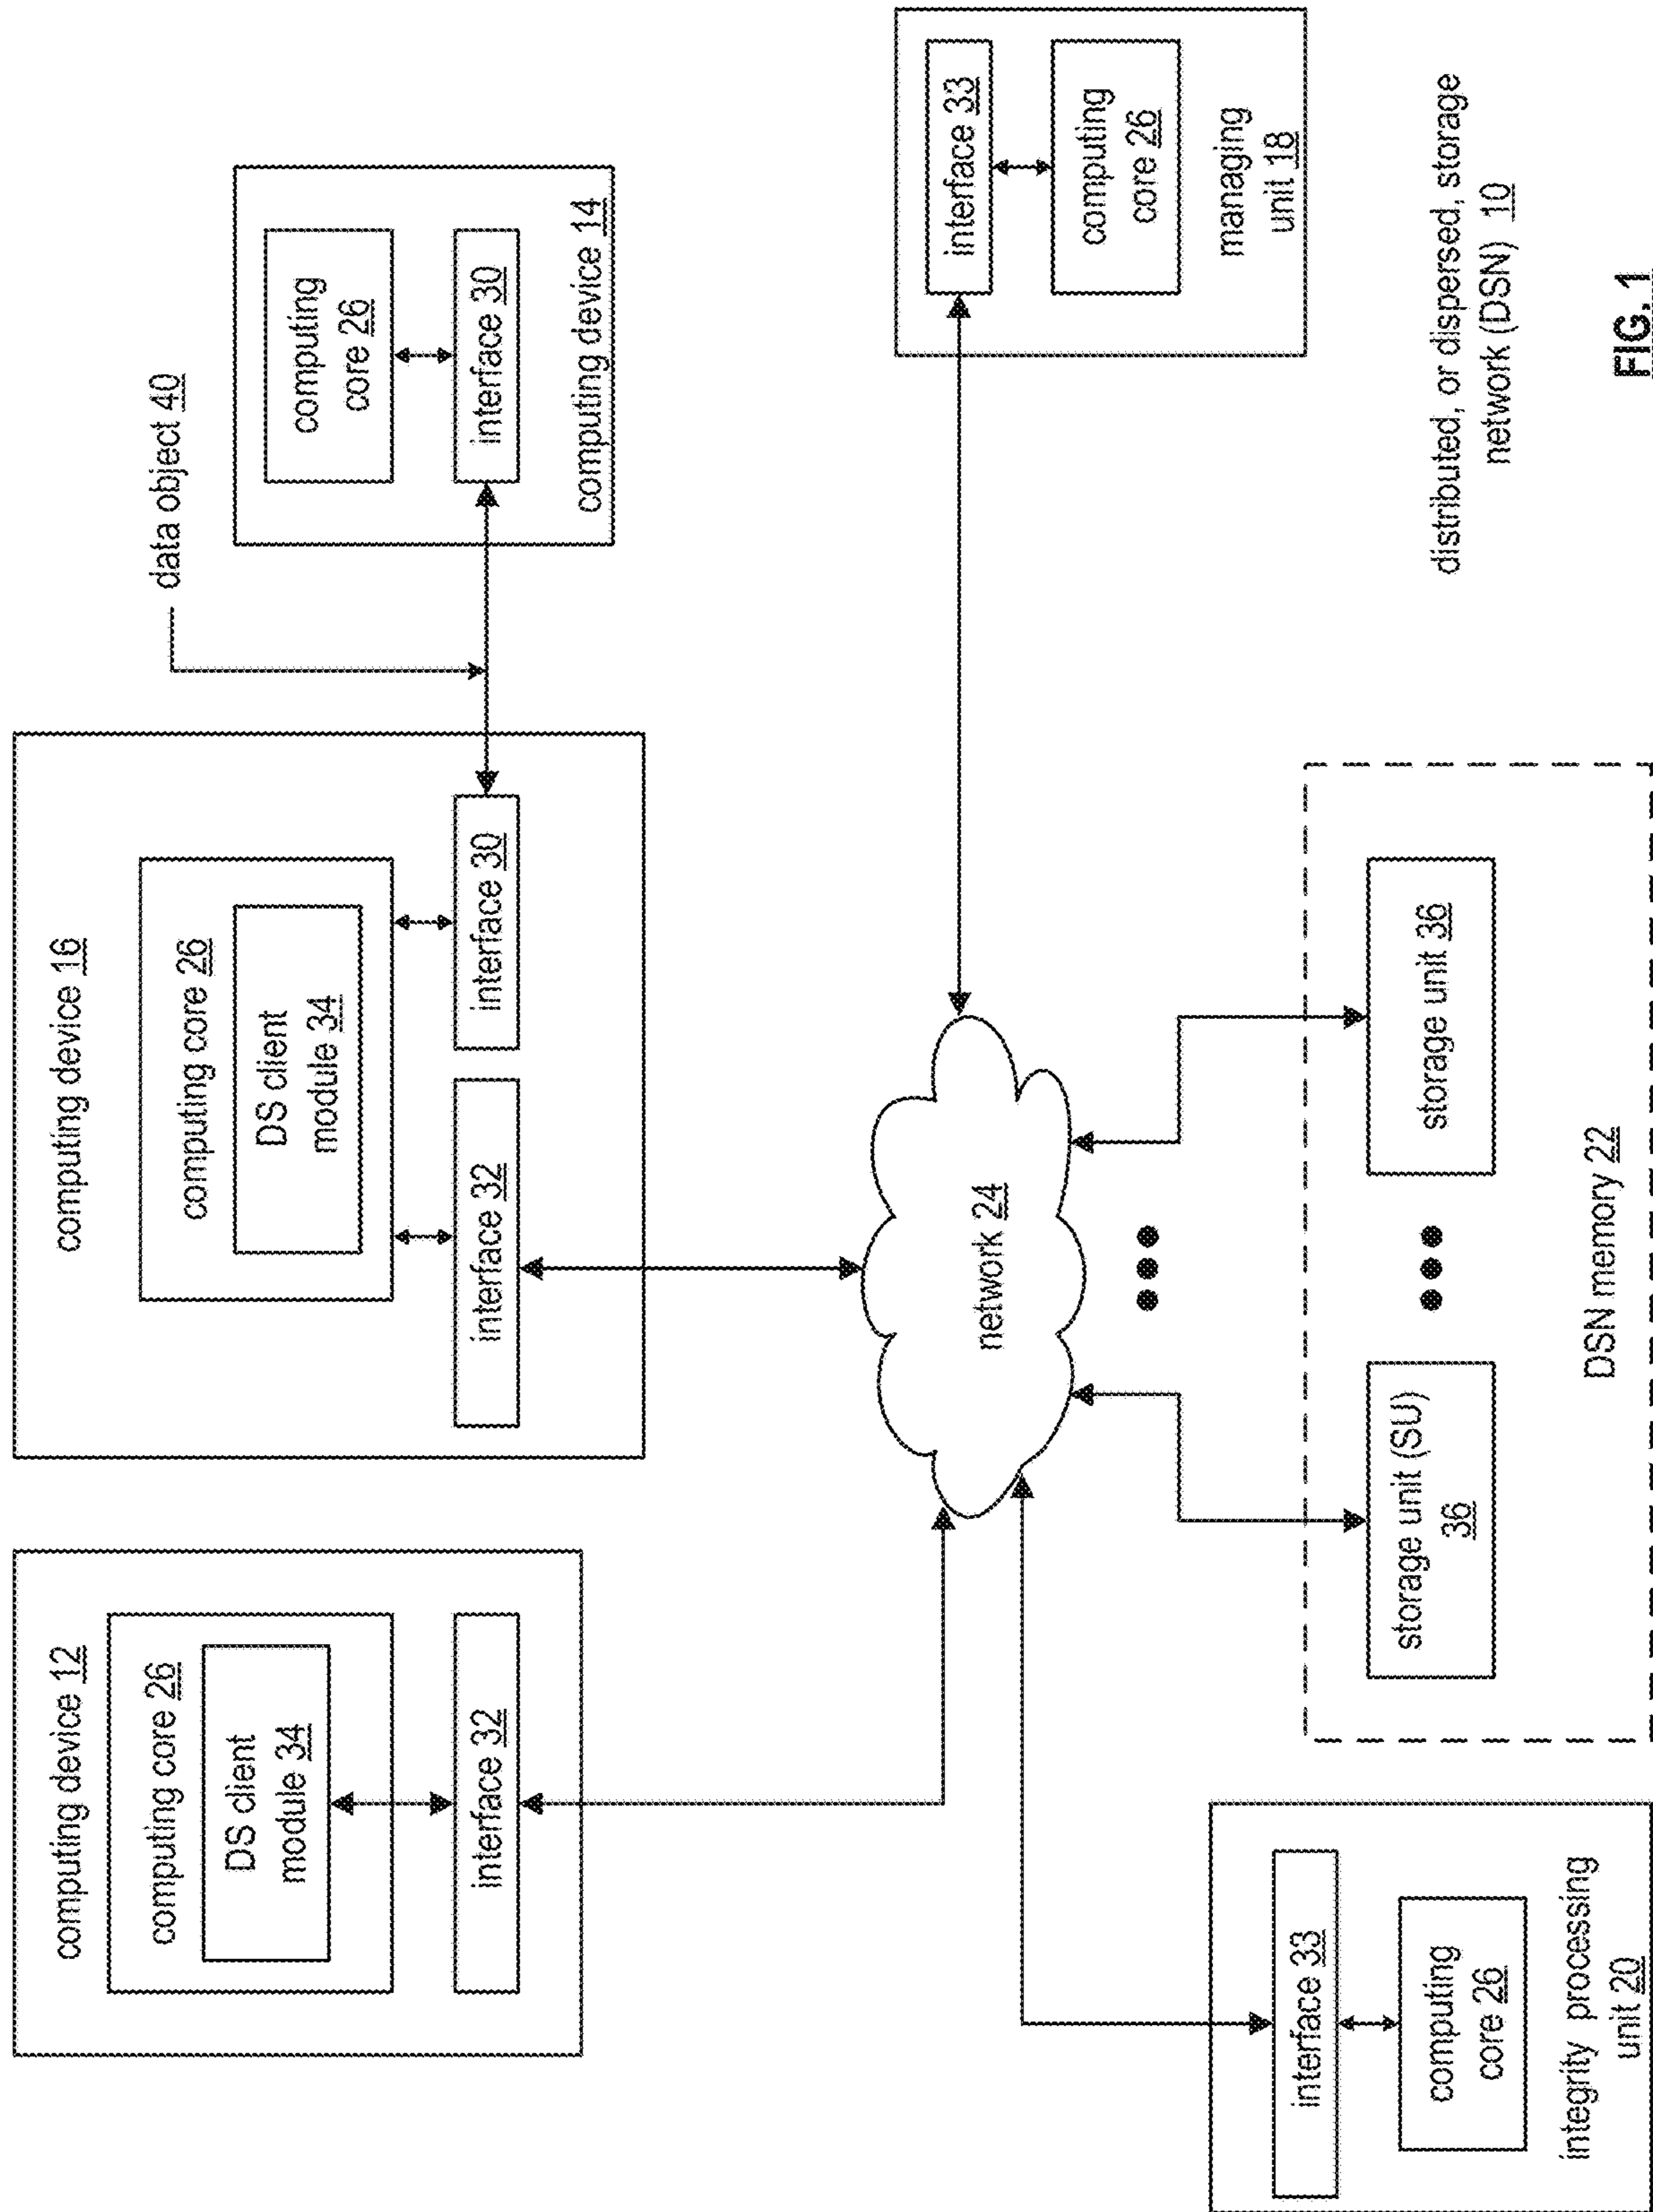 computing device 12
computing core 26
DS client
module 34
interface 32
computing device 16
computing core 26
DS client
module 34
interface 32
interface 30
data object 40
computing
core 26
interface 30
computing device 14
network 24
interface 33
computing
core 26
managing
unit 18
interface 33
computing
core 26
integrity processing
unit 20
storage unit (SU)
36
storage unit 36
DSN memory 22
distributed, or dispersed, storage
network (DSN) 10
FIG. 1